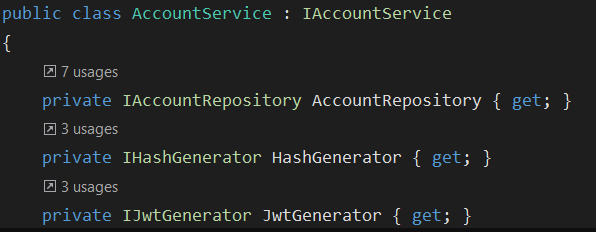 public class AccountService : IAccountService
{
7 usages
private IAccountRepository AccountRepository { get; }
3 usages
private IHashGenerator HashGenerator { get; }
3 usages
private IJwtGenerator JwtGenerator { get; }